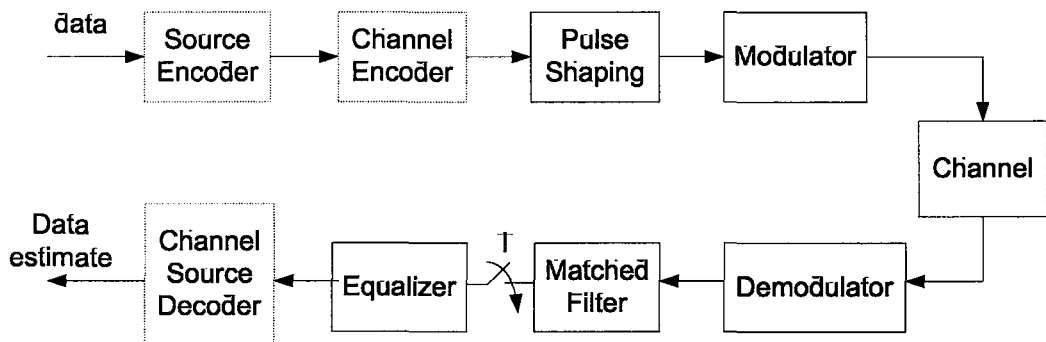 data
Source
Encoder
Channel
Encoder
Pulse
Shaping
Modulator
Channel
Data
estimate
Channel
Source
Decoder
Equalizer
T
Matched
Filter
Demodulator